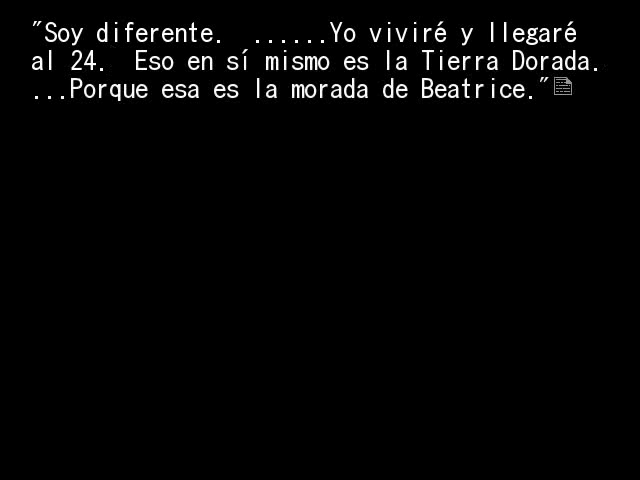 "Soy diferente.  ......Yo viviré y llegaré
al 24.  Eso en sí mismo es la Tierra Dorada.
...Porque esa es la morada de Beatrice."